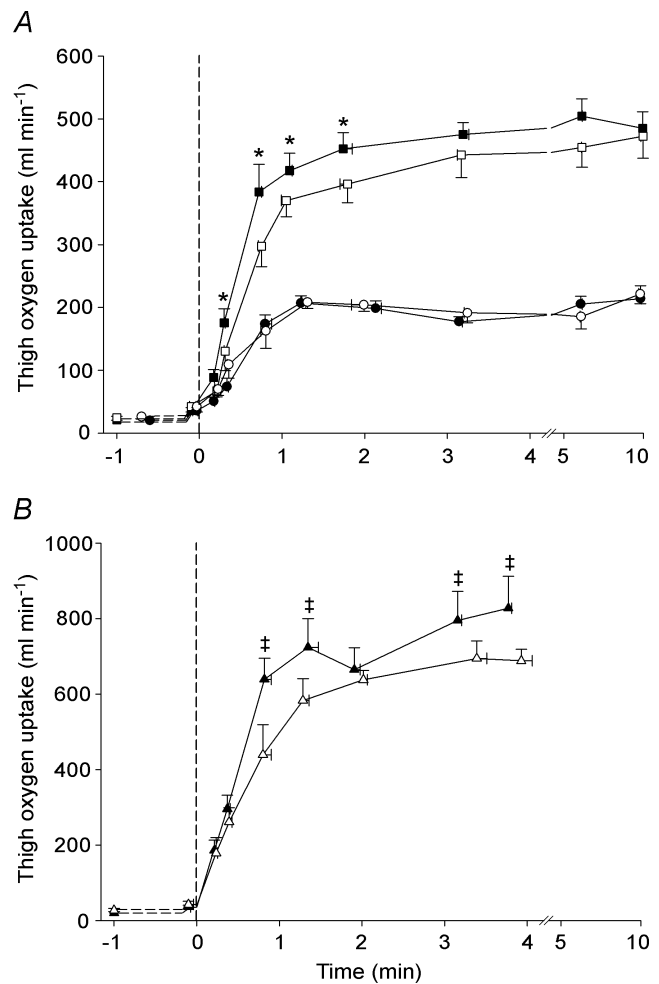 A
Thigh oxygen uptake (ml min-1)
600
500
400
300
200
100
0
* * * *
-1 0 1 2 3 4 5 10
B
Thigh oxygen uptake (ml min-1)
1000
800
600
400
200
0
‡ ‡ ‡ ‡
-1 0 1 2 3 4 5 10
Time (min)